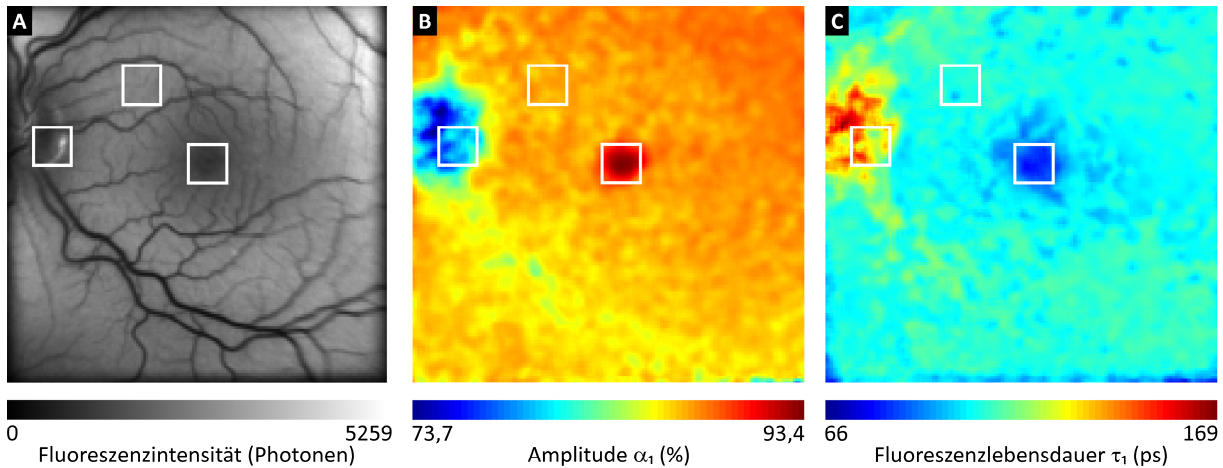 A
B
C
0 5259
Fluoreszenzintensität (Photonen)
73,7 93,4
Amplitude α₁ (%)
66 169
Fluoreszenzlebensdauer τ₁ (ps)